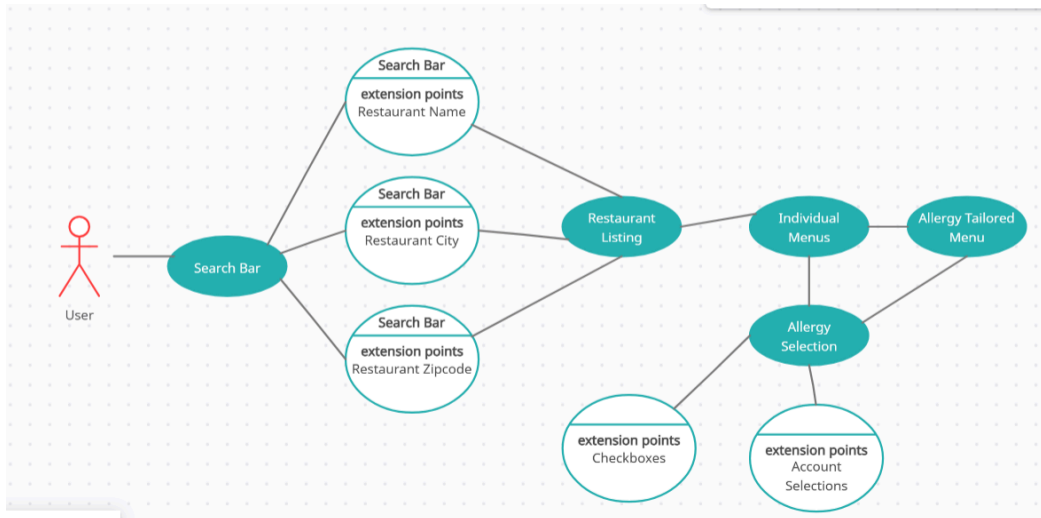 Search Bar
extension points
Restaurant Name
Search Bar
extension points
Restaurant City
Search Bar
extension points
Restaurant Zipcode
User
Search Bar
Restaurant
Listing
Individual
Menus
Allergy Tailored
Menu
Allergy
Selection
extension points
Checkboxes
extension points
Account
Selections